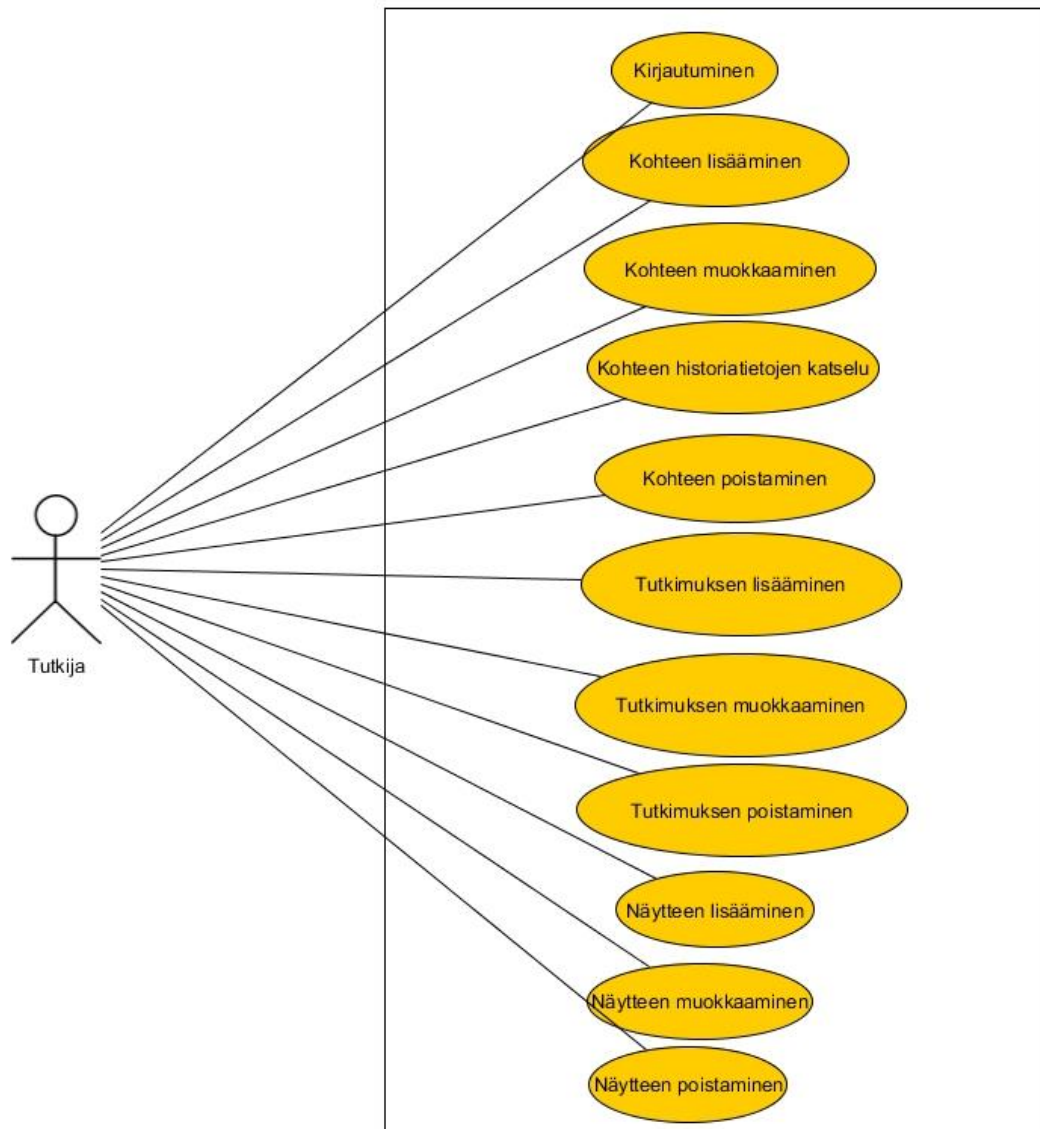 Kirjautuminen
Kohteen lisääminen
Kohteen muokkaaminen
Kohteen historiatietojen katselu
Kohteen poistaminen
Tutkimuksen lisääminen
Tutkija
Tutkimuksen muokkaaminen
Tutkimuksen poistaminen
Näytteen lisääminen
Näytteen muokkaaminen
Näytteen poistaminen